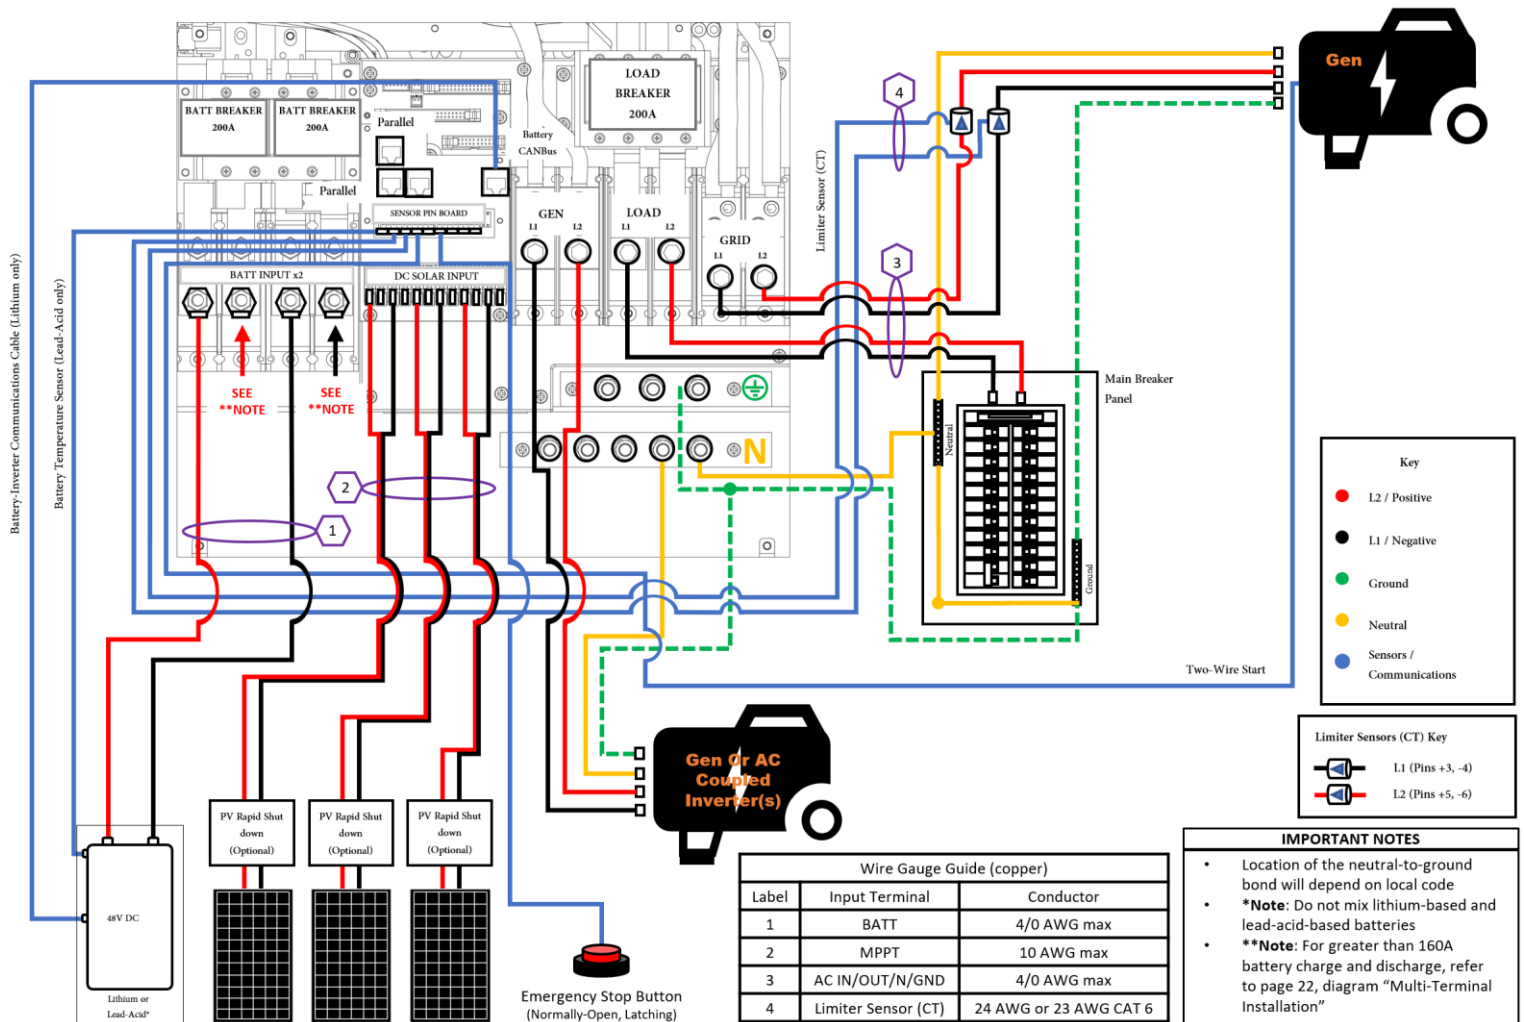 BATT BREAKER
200A
BATT BREAKER
200A
Parallel
Parallel
Battery
CANBus
LOAD
BREAKER
200A
SENSOR PIN BOARD
GEN
L1
L2
LOAD
L1
L2
GRID
L1
L2
BATT INPUT x2
DC SOLAR INPUT
SEE
**NOTE
SEE
**NOTE
N
1
2
3
4
Limiter Sensor (CT)
Battery-Inverter Communications Cable (Lithium only)
Battery Temperature Sensor (Lead-Acid only)
Gen
Main Breaker
Panel
Neutral
Ground
Two-Wire Start
Key
L2 / Positive
L1 / Negative
Ground
Neutral
Sensors /
Communications
Limiter Sensors (CT) Key
L1 (Pins +3, -4)
L2 (Pins +5, -6)
Gen Or AC
Coupled
Inverter(s)
PV Rapid Shut
down
(Optional)
PV Rapid Shut
down
(Optional)
PV Rapid Shut
down
(Optional)
48V DC
Lithium or
Lead-Acid*
Emergency Stop Button
(Normally-Open, Latching)
Wire Gauge Guide (copper)
Label Input Terminal Conductor
1 BATT 4/0 AWG max
2 MPPT 10 AWG max
3 AC IN/OUT/N/GND 4/0 AWG max
4 Limiter Sensor (CT) 24 AWG or 23 AWG CAT 6
IMPORTANT NOTES
• Location of the neutral-to-ground
bond will depend on local code
• *Note: Do not mix lithium-based and
lead-acid-based batteries
• **Note: For greater than 160A
battery charge and discharge, refer
to page 22, diagram “Multi-Terminal
Installation”